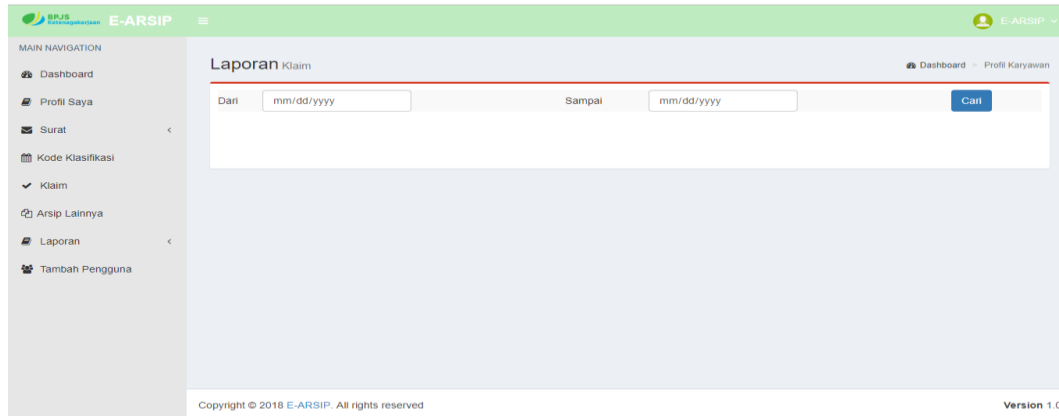 BPJS
Ketenagakerjaan E-ARSIP
E-ARSIP
MAIN NAVIGATION
Dashboard
Profil Saya
Surat
Kode Klasifikasi
Klaim
Arsip Lainnya
Laporan
Tambah Pengguna
Laporan Klaim
Dashboard > Profil Karyawan
Dari mm/dd/yyyy Sampai mm/dd/yyyy Cari
Copyright © 2018 E-ARSIP. All rights reserved Version 1.0